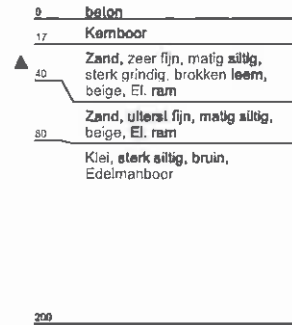 0 beton
17 Kernboor
Zand, zeer fijn, matig siltig,
40 sterk grindig, brokken leem,
beige, El. ram
Zand, uiterst fijn, matig siltig,
80 beige, El. ram
Klei, sterk siltig, bruin,
Edelmanboor
200